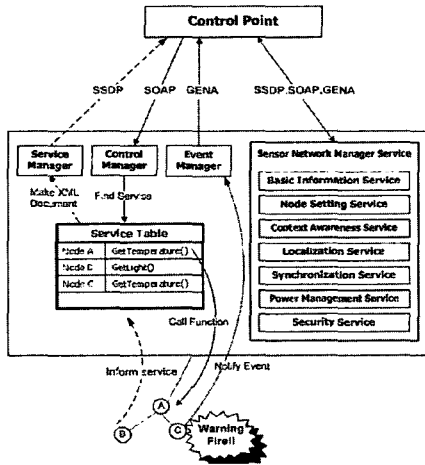 Control Point
SSDP
SOAP
GENA
SSDP,SOAP,GENA
Service
Manager
Control
Manager
Event
Manager
Make XML
Document
Find Service
Service Table
Node A GetTemperature()
Node B GetLight()
Node C GetTemperature()
Call Function
Inform service
Notify Event
A
B
C
Warning
Fire!!
Sensor Network Manager Service
Basic Information Service
Node Setting Service
Context Awareness Service
Localization Service
Synchronization Service
Power Management Service
Security Service